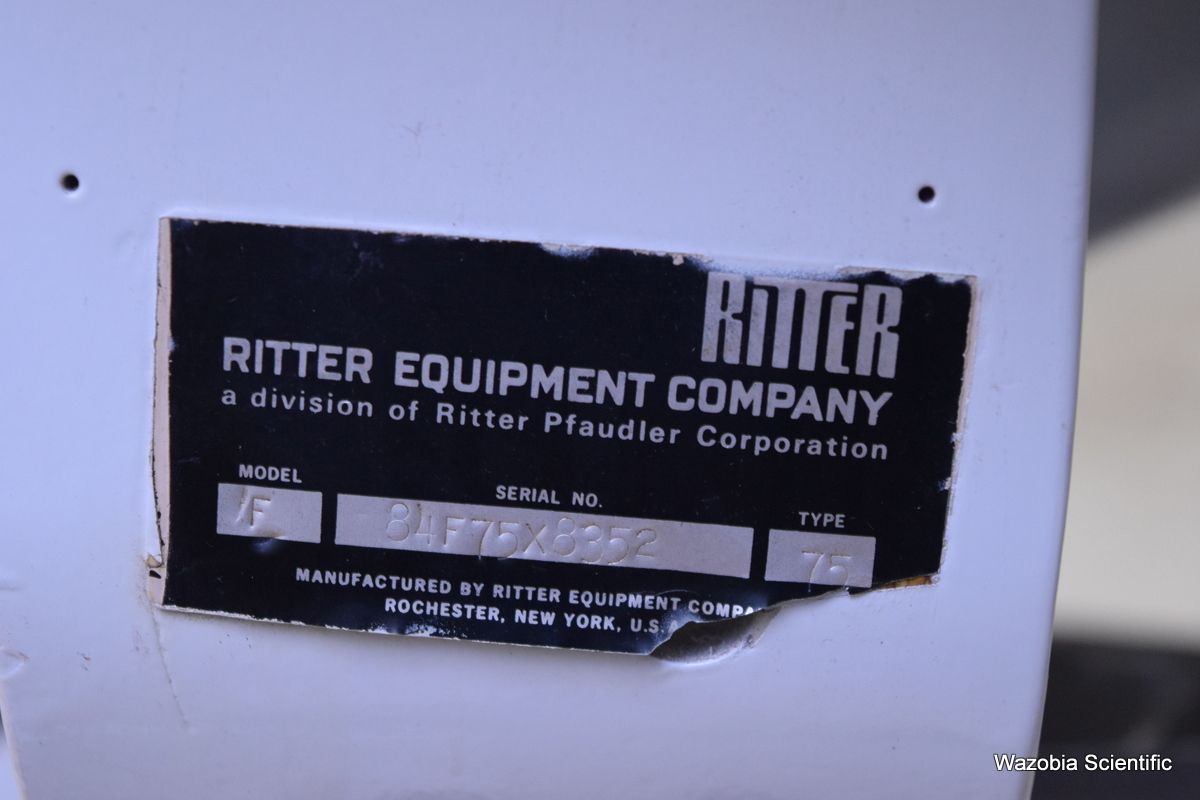 RITTER
RITTER EQUIPMENT COMPANY
a division of Ritter Pfaudler Corporation
MODEL SERIAL NO. TYPE
F 84F75X8352 75
MANUFACTURED BY RITTER EQUIPMENT COMPA
ROCHESTER, NEW YORK, U.S.A
Wazobia Scientific